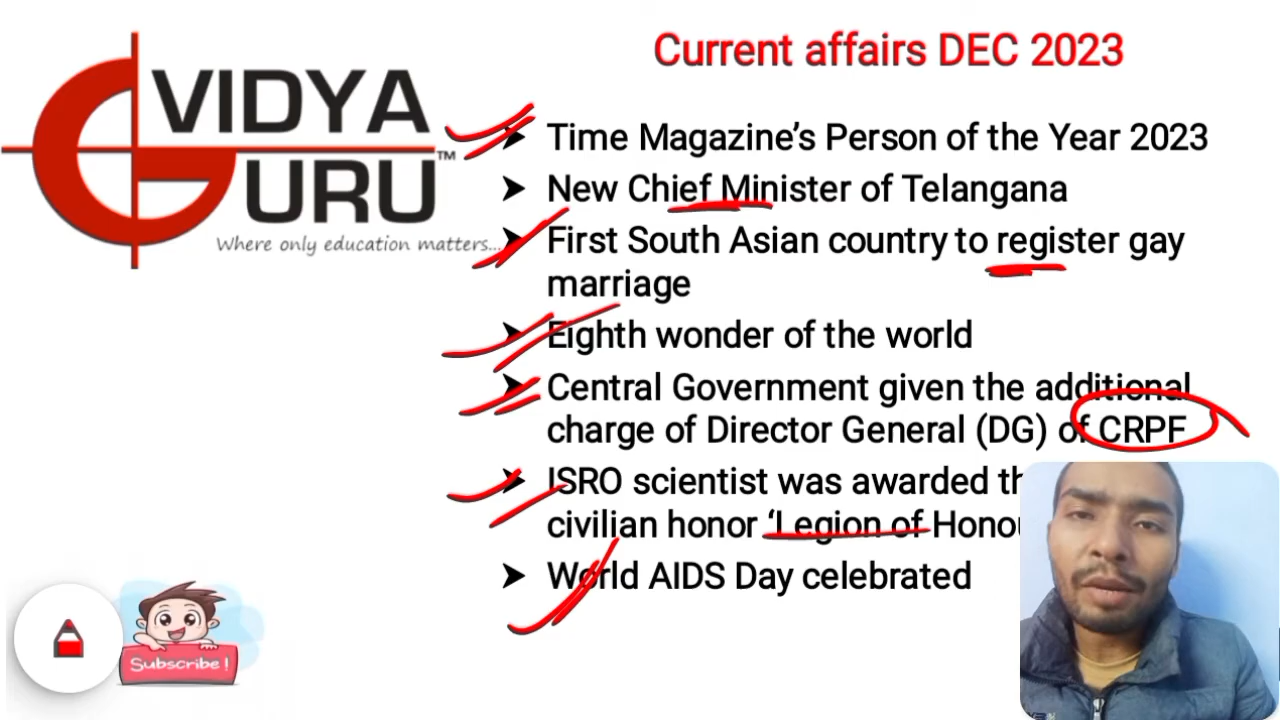 Current affairs DEC 2023
VIDYA
GURU™
Where only education matters...
➤ Time Magazine's Person of the Year 2023
➤ New Chief Minister of Telangana
➤ First South Asian country to register gay
marriage
➤ Eighth wonder of the world
➤ Central Government given the additional
charge of Director General (DG) of CRPF
➤ ISRO scientist was awarded
civilian honor ‘Legion of
➤ World AIDS Day celebrated
Subscribe !